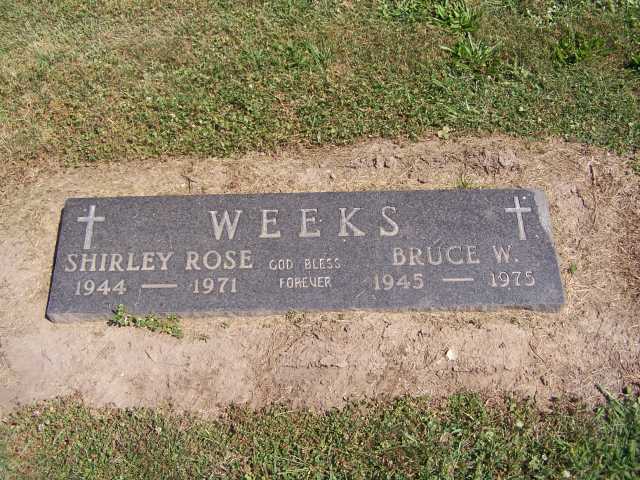 WEEKS
SHIRLEY ROSE
1944 — 1971
GOD BLESS
FOREVER
BRUCE W.
1945 — 1975